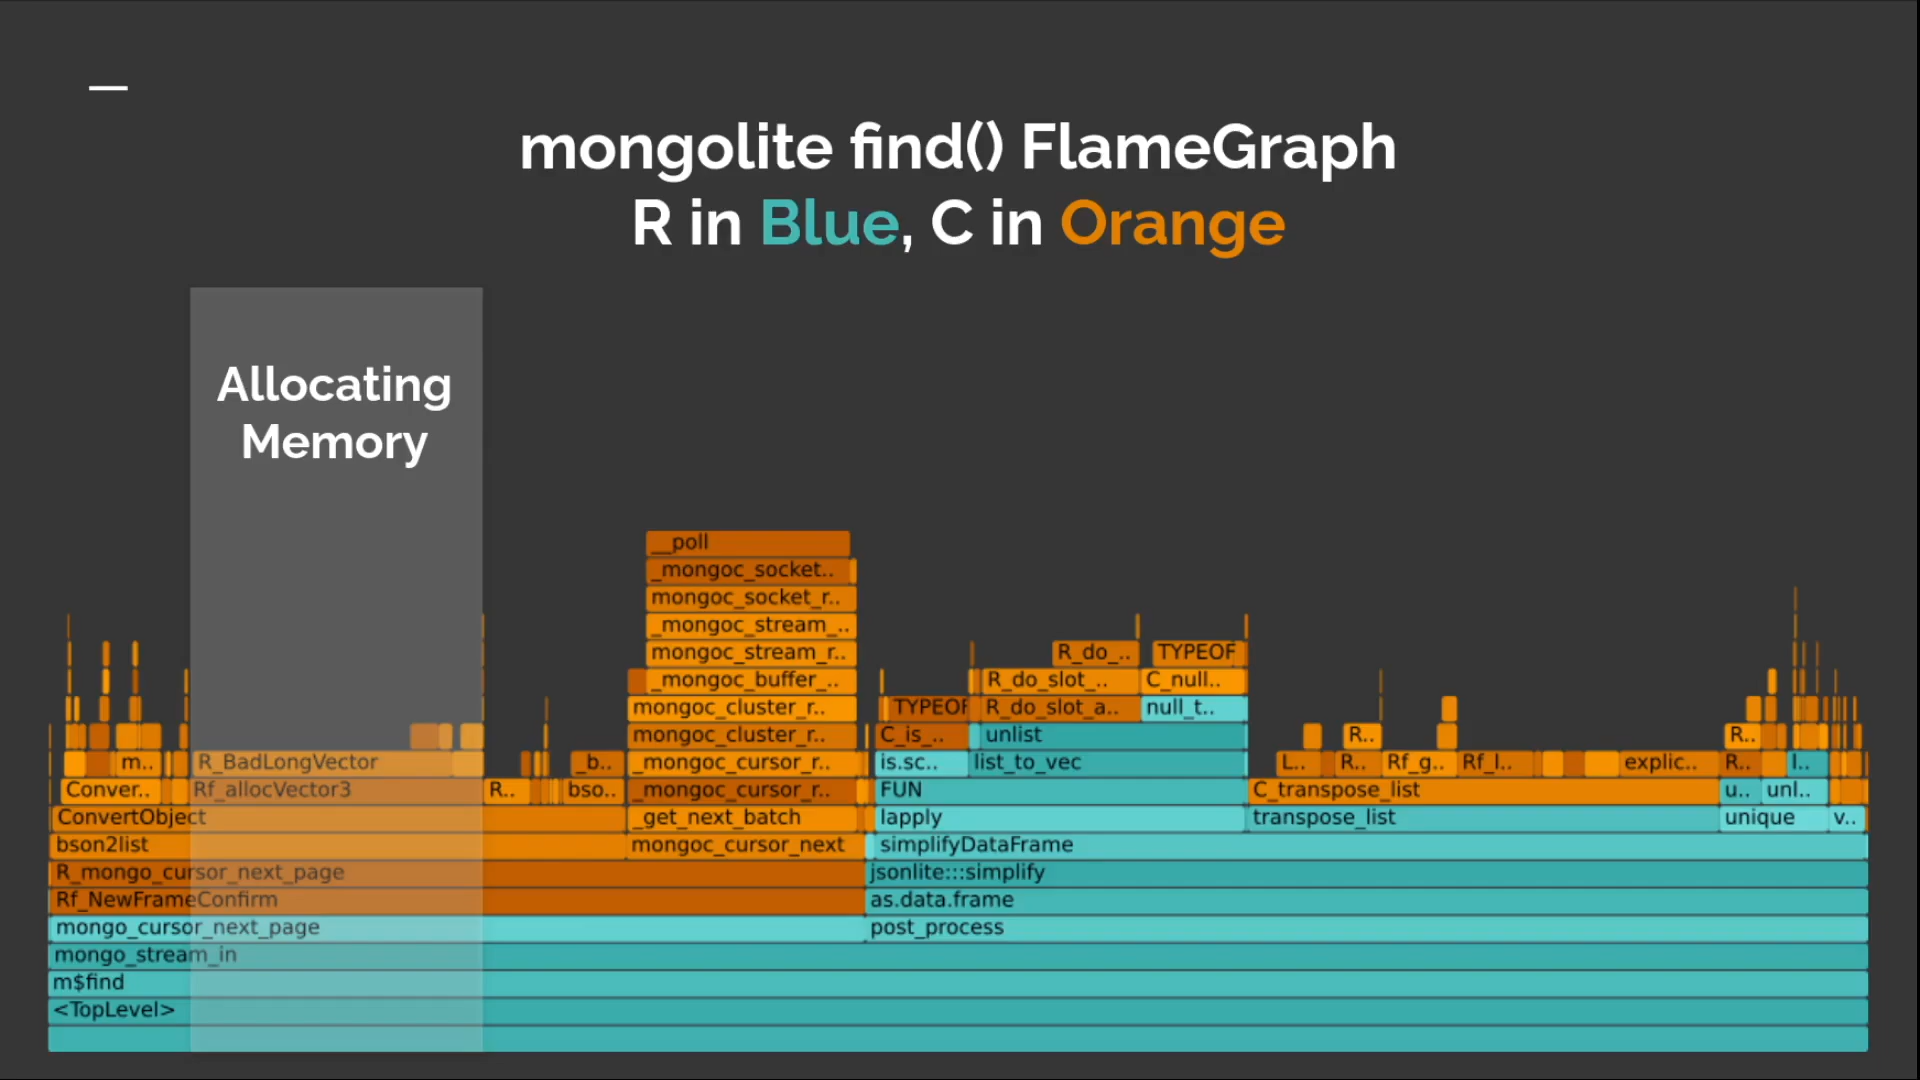 mongolite find() FlameGraph
R in Blue, C in Orange
Allocating
Memory
__poll
_mongoc_socket..
mongoc_socket_r..
_mongoc_stream_..
mongoc_stream_r.. R_do_.. TYPEOF
_mongoc_buffer_.. R_do_slot_.. C_null..
mongoc_cluster_r.. TYPEOF R_do_slot_a.. null_t..
mongoc_cluster_r.. C_is_.. unlist R.. R..
m.. R_BadLongVector _b.. _mongoc_cursor_r.. is.sc.. list_to_vec L.. R.. Rf_g.. Rf_l.. explic.. R.. l..
Conver.. Rf_allocVector3 R.. bso.. _mongoc_cursor_r.. FUN C_transpose_list u.. unl..
ConvertObject _get_next_batch lapply transpose_list unique v..
bson2list mongoc_cursor_next simplifyDataFrame
R_mongo_cursor_next_page jsonlite:::simplify
Rf_NewFrameConfirm as.data.frame
mongo_cursor_next_page post_process
mongo_stream_in
m$find
<TopLevel>